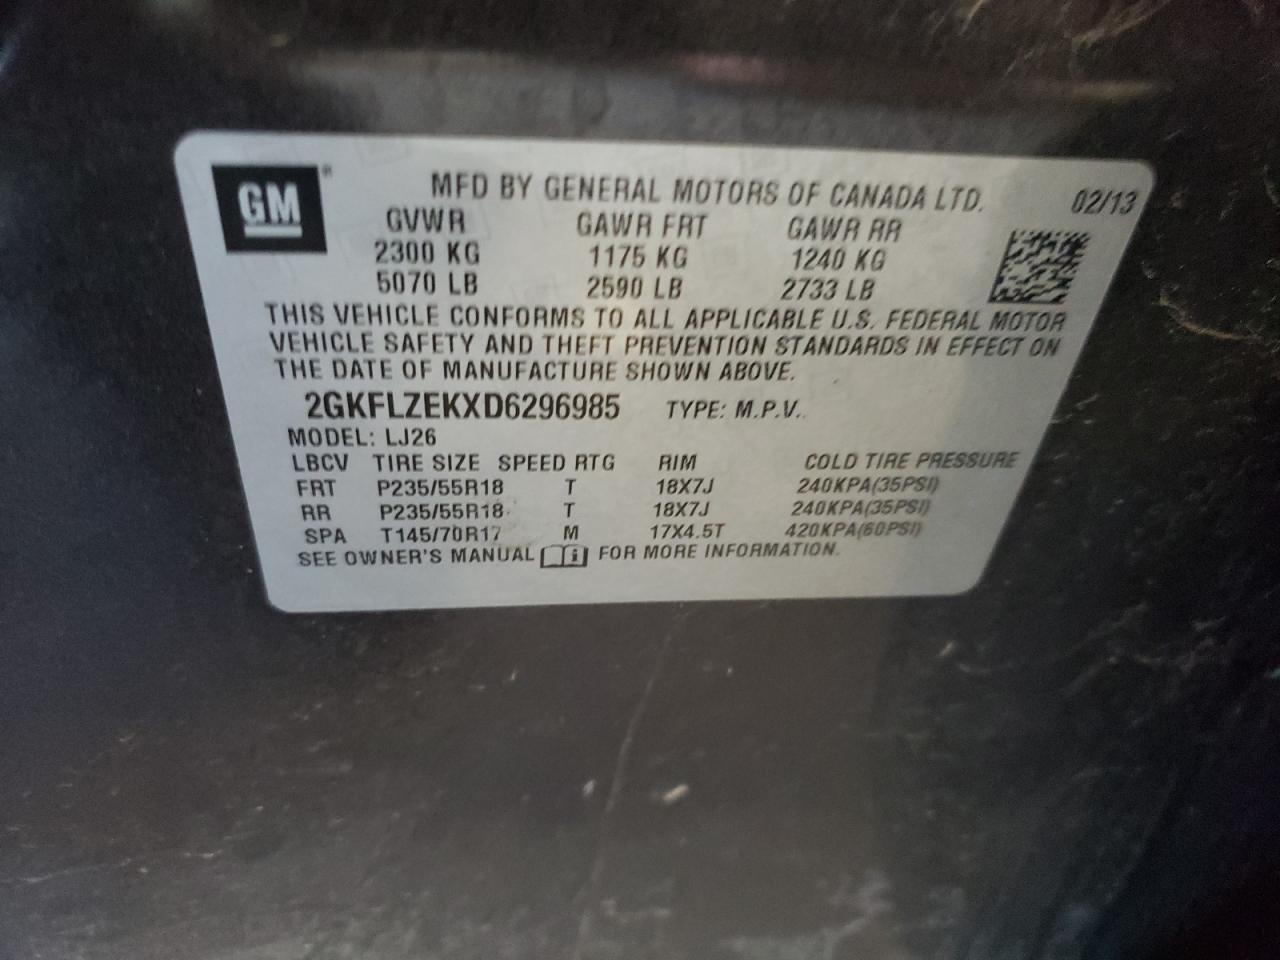 GM
MFD BY GENERAL MOTORS OF CANADA LTD. 02/13
GVWR GAWR FRT GAWR RR
2300 KG 1175 KG 1240 KG
5070 LB 2590 LB 2733 LB
THIS VEHICLE CONFORMS TO ALL APPLICABLE U.S. FEDERAL MOTOR
VEHICLE SAFETY AND THEFT PREVENTION STANDARDS IN EFFECT ON
THE DATE OF MANUFACTURE SHOWN ABOVE.
2GKFLZEKXD6296985 TYPE: M.P.V.
MODEL: LJ26
LBCV TIRE SIZE SPEED RTG RIM COLD TIRE PRESSURE
FRT P235/55R18 T 18X7J 240KPA(35PSI)
RR P235/55R18 T 18X7J 240KPA(35PSI)
SPA T145/70R17 M 17X4.5T 420KPA(60PSI)
SEE OWNER'S MANUAL i FOR MORE INFORMATION.